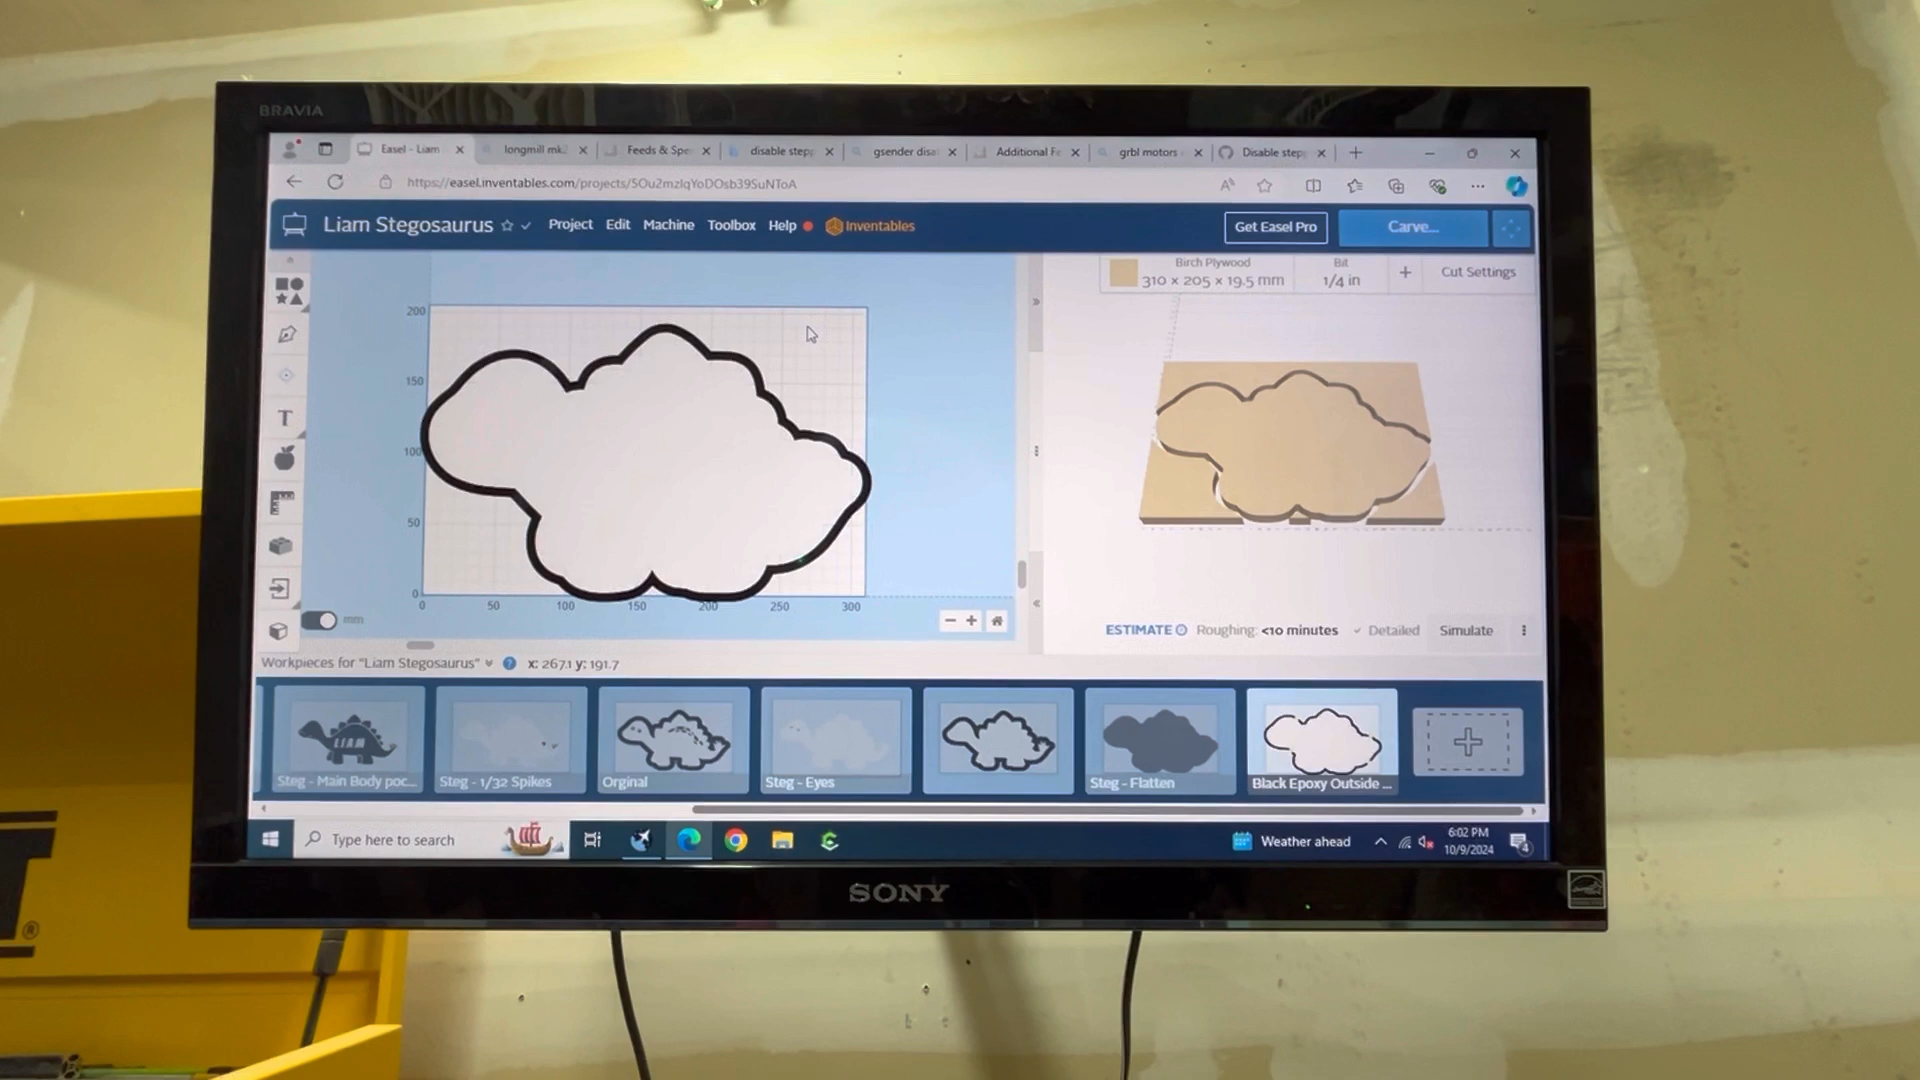 BRAVIA
Easel - Liam
longmill mk2
Feeds & Spe
disable step
gsender disa
Additional Fe
grbl motors
Disable step
https://easel.inventables.com/projects/
Liam Stegosaurus
Project Edit Machine Toolbox Help Inventables
Get Easel Pro
Carve...
Birch Plywood
310 x 205 x 19.5 mm
Bit
1/4 in
+
Cut Settings
200
150
100
50
0
0 50 100 150 200 250 300
T
mm
ESTIMATE Roughing: <10 minutes
Detailed
Simulate
Workpieces for "Liam Stegosaurus"
x: 267.1 y: 191.7
LIAM
Steg - Main Body poc...
Steg - 1/32 Spikes
Orginal
Steg - Eyes
Steg - Flatten
Black Epoxy Outside ...
Type here to search
Weather ahead
6:02 PM
10/9/2024
4
SONY
T®